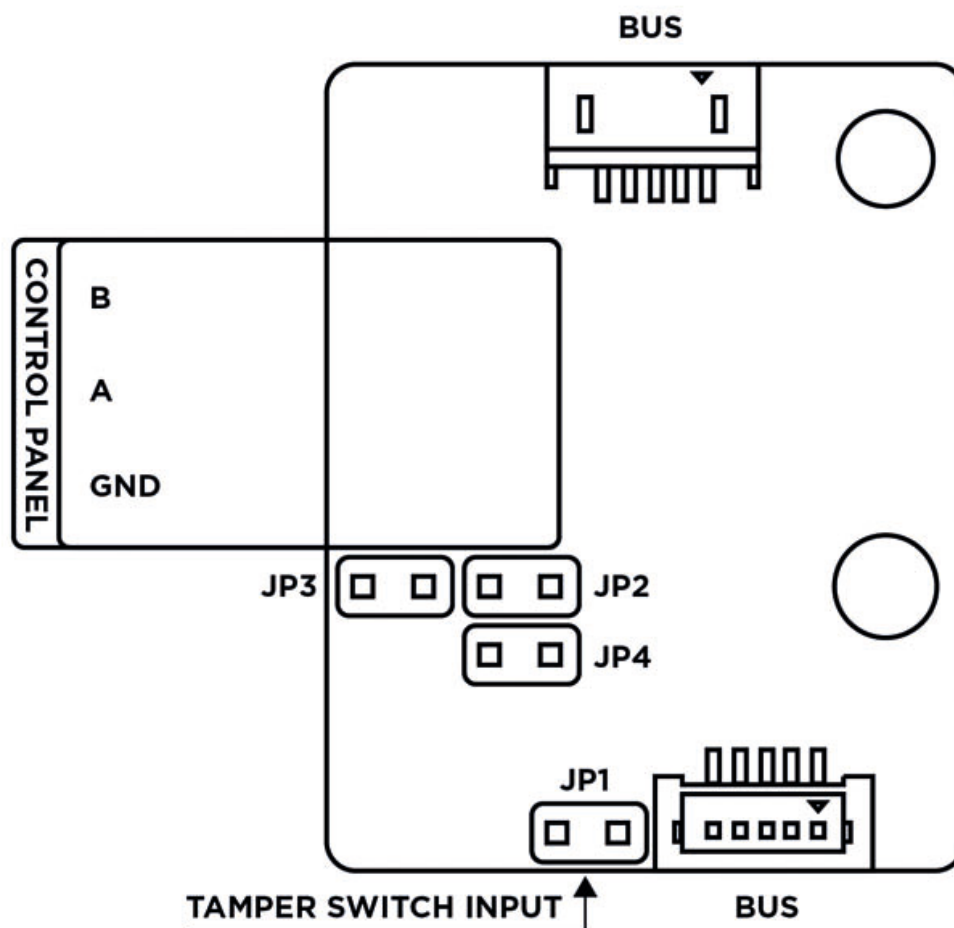 BUS
CONTROL PANEL
B
A
GND
JP3
JP2
JP4
JP1
TAMPER SWITCH INPUT
BUS